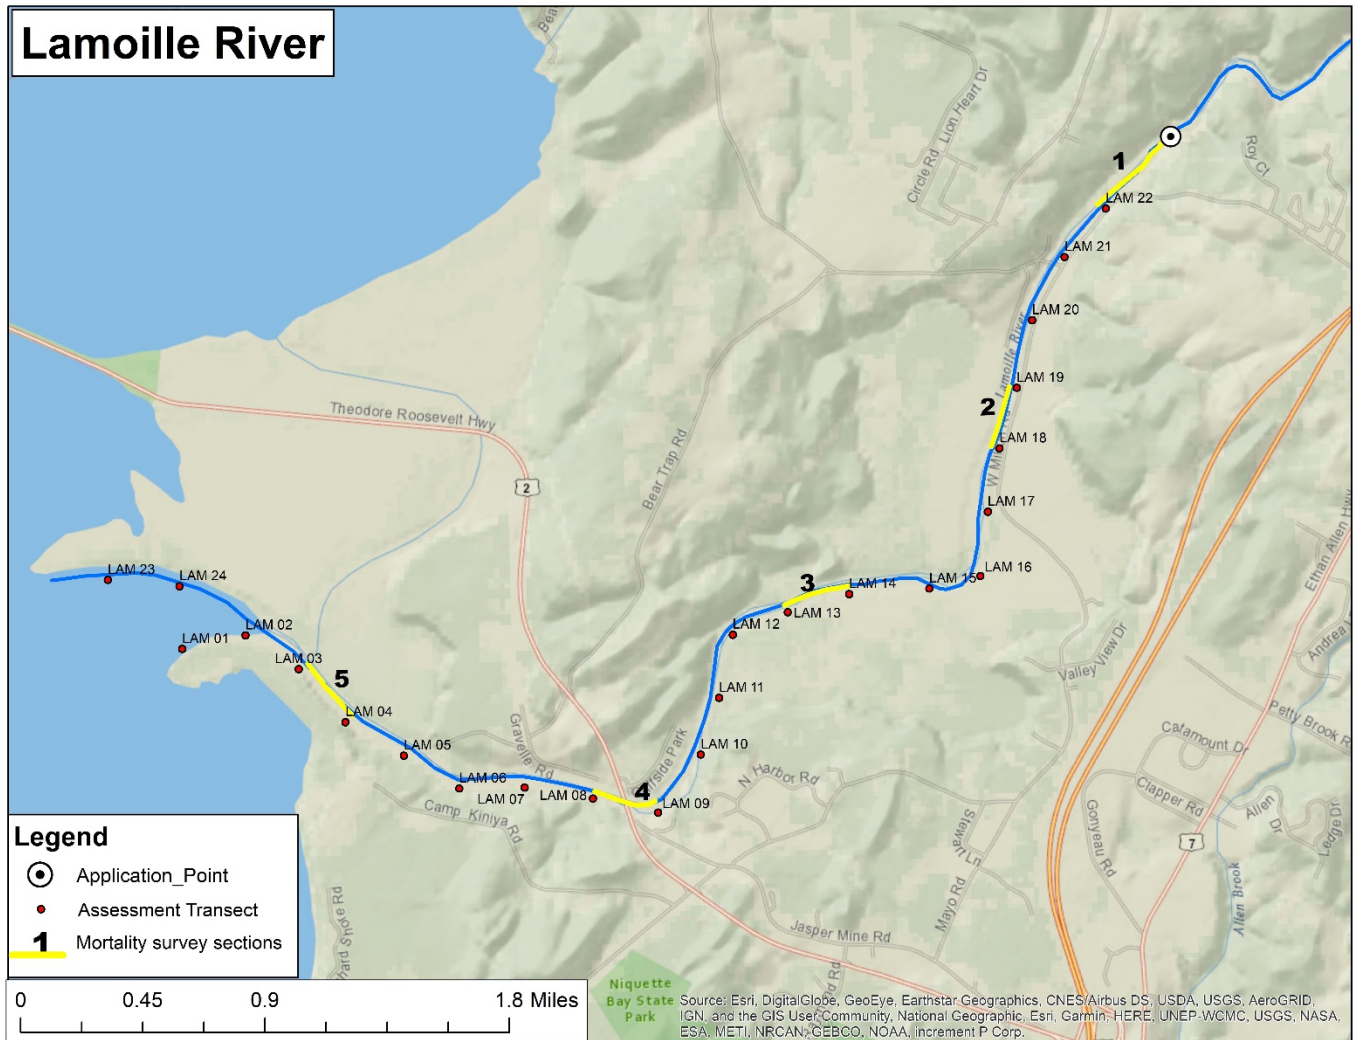 Lamoille River
Bea
Lion Heart Dr
Circle Rd
Roy Ct
1
LAM 22
LAM 21
LAM 20
Lamoille River
LAM 19
2
LAM 18
LAM 17
LAM 16
LAM 15
LAM 14
3
LAM 13
LAM 12
LAM 11
LAM 10
Theodore Roosevelt Hwy
2
Bear Trap Rd
Ethan Allen Hwy
Valley View Dr
Petty Brook R
Catamount Dr
Clapper Rd
Allen Dr
Ledge Dr
Gonyeau Rd
7
Allen Brook
LAM 23
LAM 24
LAM 02
LAM 01
LAM 03
5
LAM 04
LAM 05
LAM 06
LAM 07
LAM 08
4
LAM 09
Gravelle Rd
Camp Kiniya Rd
N Harbor Rd
Stewart Ln
Mayo Rd
Jasper Mine Rd
hard Shore Rd
Niquette
Bay State
Park
Legend
Application_Point
Assessment Transect
1 Mortality survey sections
0 0.45 0.9 1.8 Miles
Source: Esri, DigitalGlobe, GeoEye, Earthstar Geographics, CNES/Airbus DS, USDA, USGS, AeroGRID,
IGN, and the GIS User Community, National Geographic, Esri, Garmin, HERE, UNEP-WCMC, USGS, NASA,
ESA, METI, NRCAN, GEBCO, NOAA, increment P Corp.